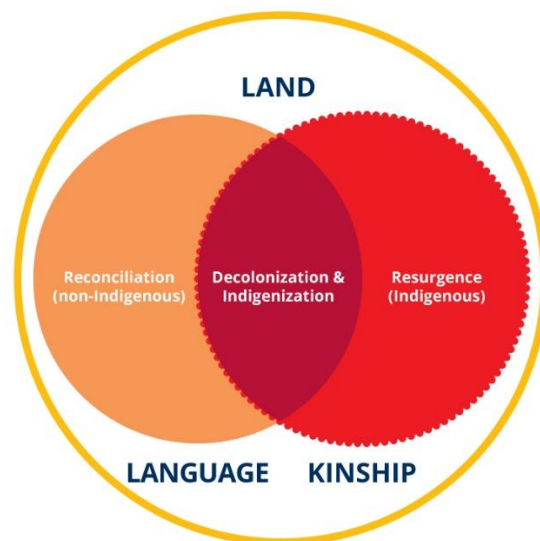 LAND
Reconciliation
(non-Indigenous)
Decolonization &
Indigenization
Resurgence
(Indigenous)
LANGUAGE
KINSHIP